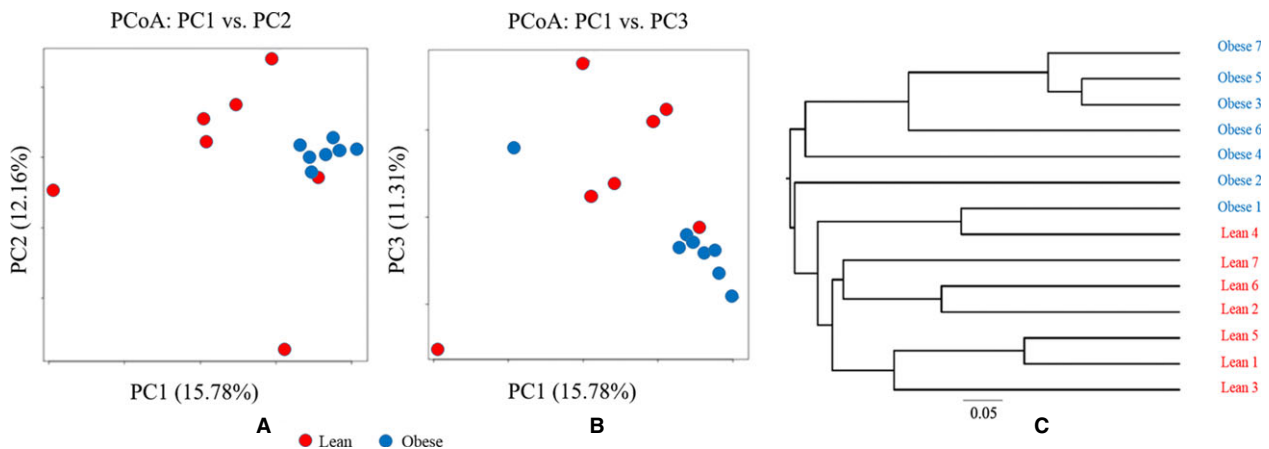 PCoA: PC1 vs. PC2
PC2 (12.16%)
PC1 (15.78%)
A
PCoA: PC1 vs. PC3
PC3 (11.31%)
PC1 (15.78%)
B
Lean
Obese
Obese 7
Obese 5
Obese 3
Obese 6
Obese 4
Obese 2
Obese 1
Lean 4
Lean 7
Lean 6
Lean 2
Lean 5
Lean 1
Lean 3
0.05
C